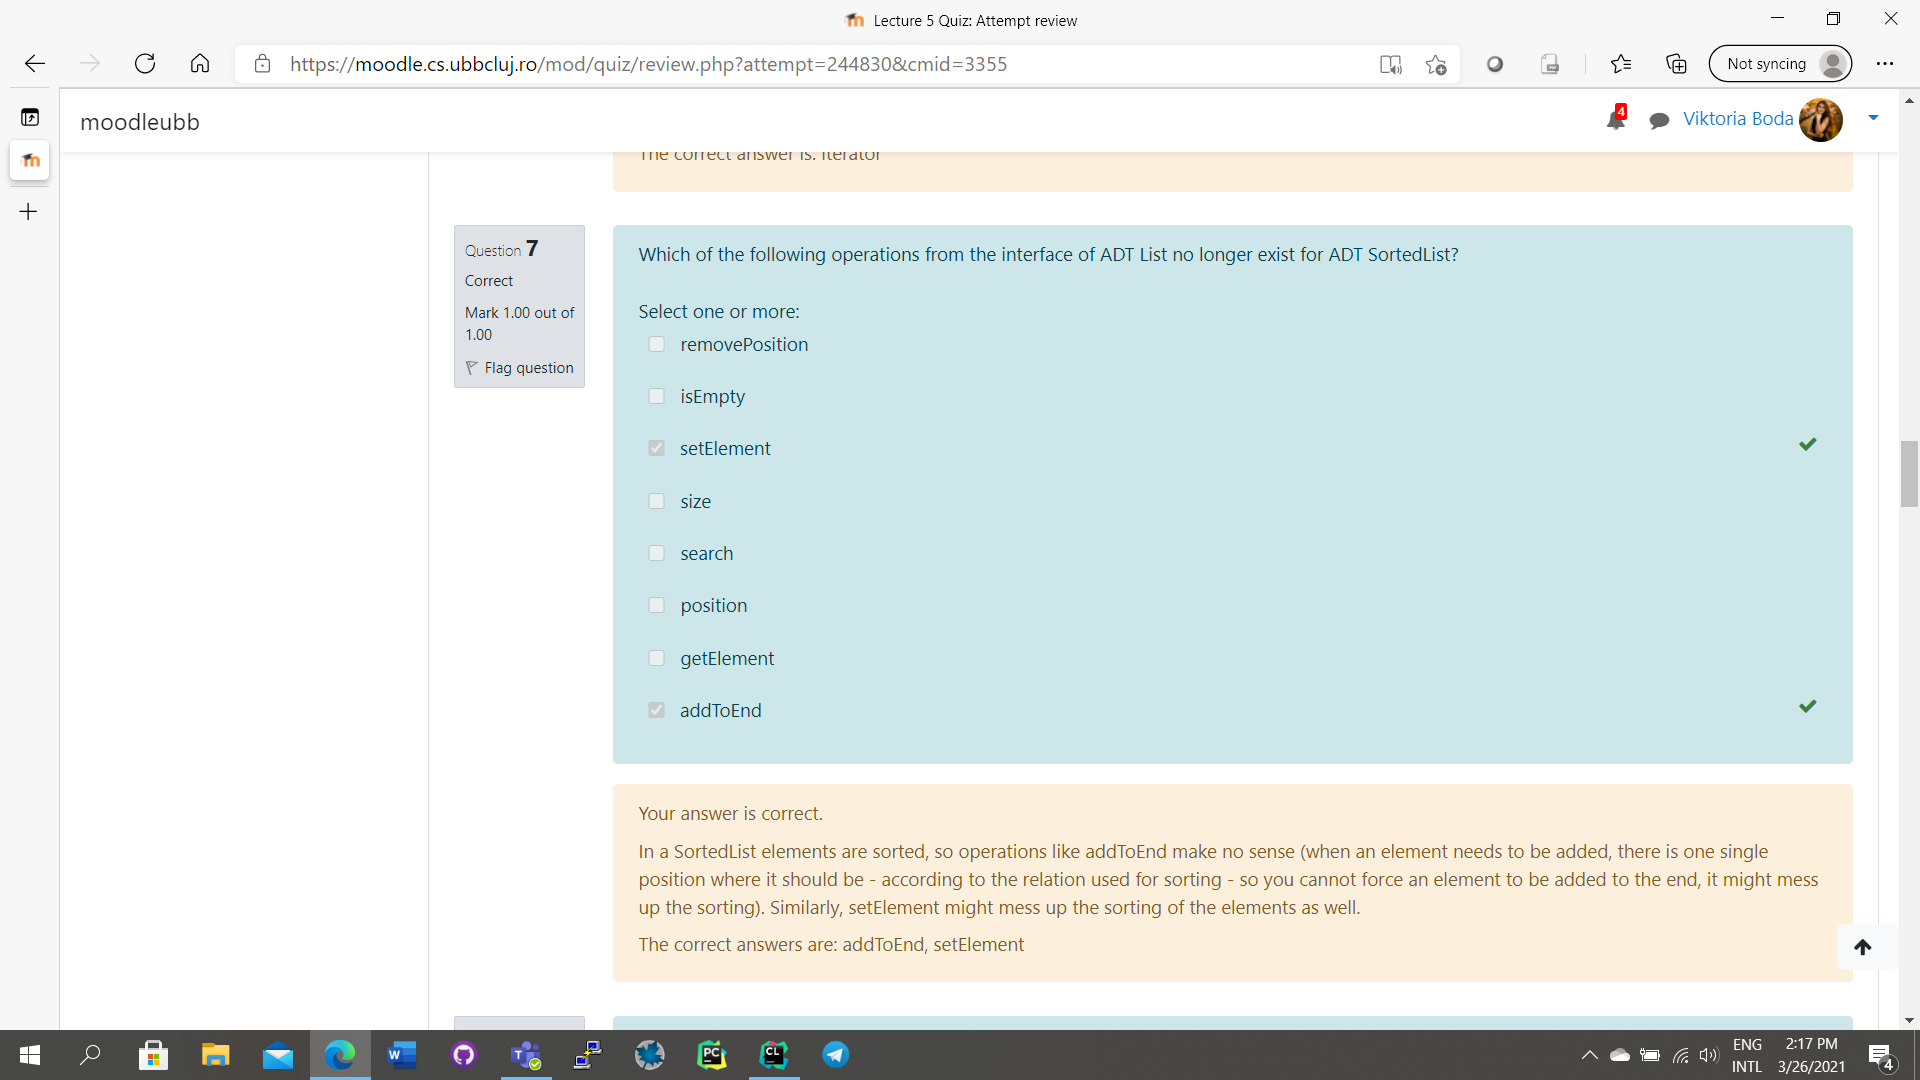 Lecture 5 Quiz: Attempt review
https://moodle.cs.ubbcluj.ro/mod/quiz/review.php?attempt=244830&cmid=3355
Not syncing
moodleubb
4
Viktoria Boda
The correct answer is: Iterator
Question 7
Correct
Mark 1.00 out of
1.00
Flag question
Which of the following operations from the interface of ADT List no longer exist for ADT SortedList?
Select one or more:
removePosition
isEmpty
setElement
size
search
position
getElement
addToEnd
Your answer is correct.
In a SortedList elements are sorted, so operations like addToEnd make no sense (when an element needs to be added, there is one single
position where it should be - according to the relation used for sorting - so you cannot force an element to be added to the end, it might mess
up the sorting). Similarly, setElement might mess up the sorting of the elements as well.
The correct answers are: addToEnd, setElement
W
T
PC
CL
ENG
INTL
2:17 PM
3/26/2021
4